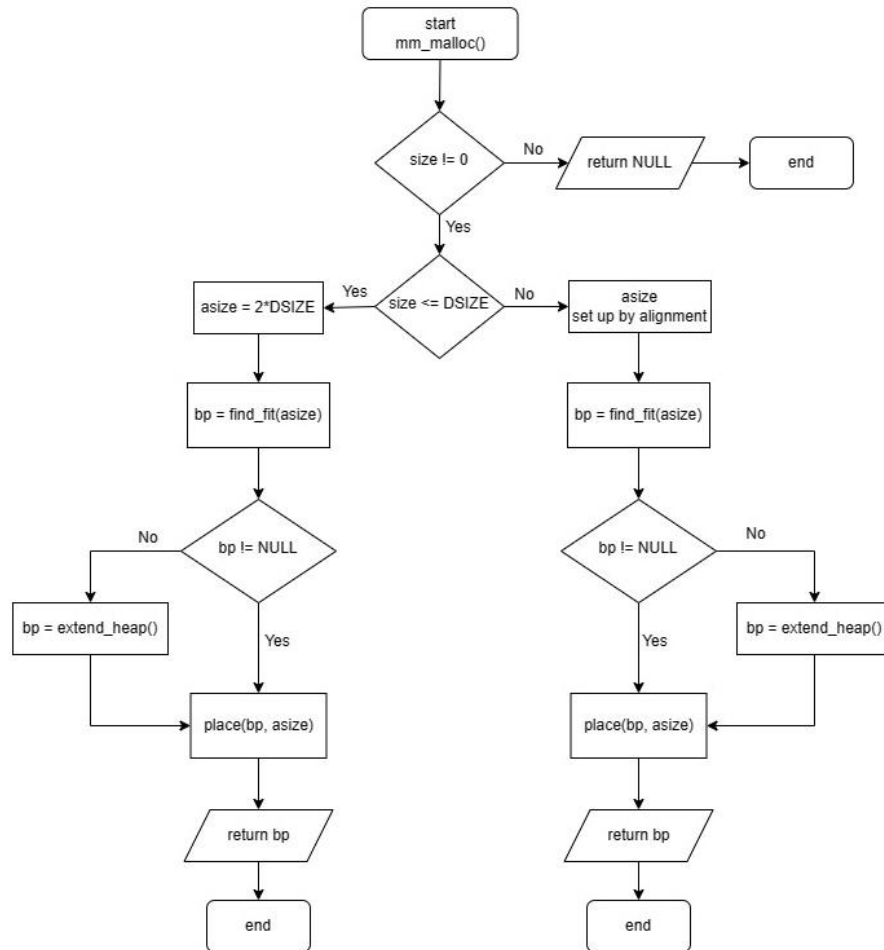 start
mm_malloc()
size != 0
No
return NULL
end
Yes
size <= DSIZE
Yes
No
asize = 2*DSIZE
asize
set up by alignment
bp = find_fit(asize)
bp = find_fit(asize)
No
bp != NULL
bp != NULL
No
bp = extend_heap()
Yes
Yes
bp = extend_heap()
place(bp, asize)
place(bp, asize)
return bp
return bp
end
end